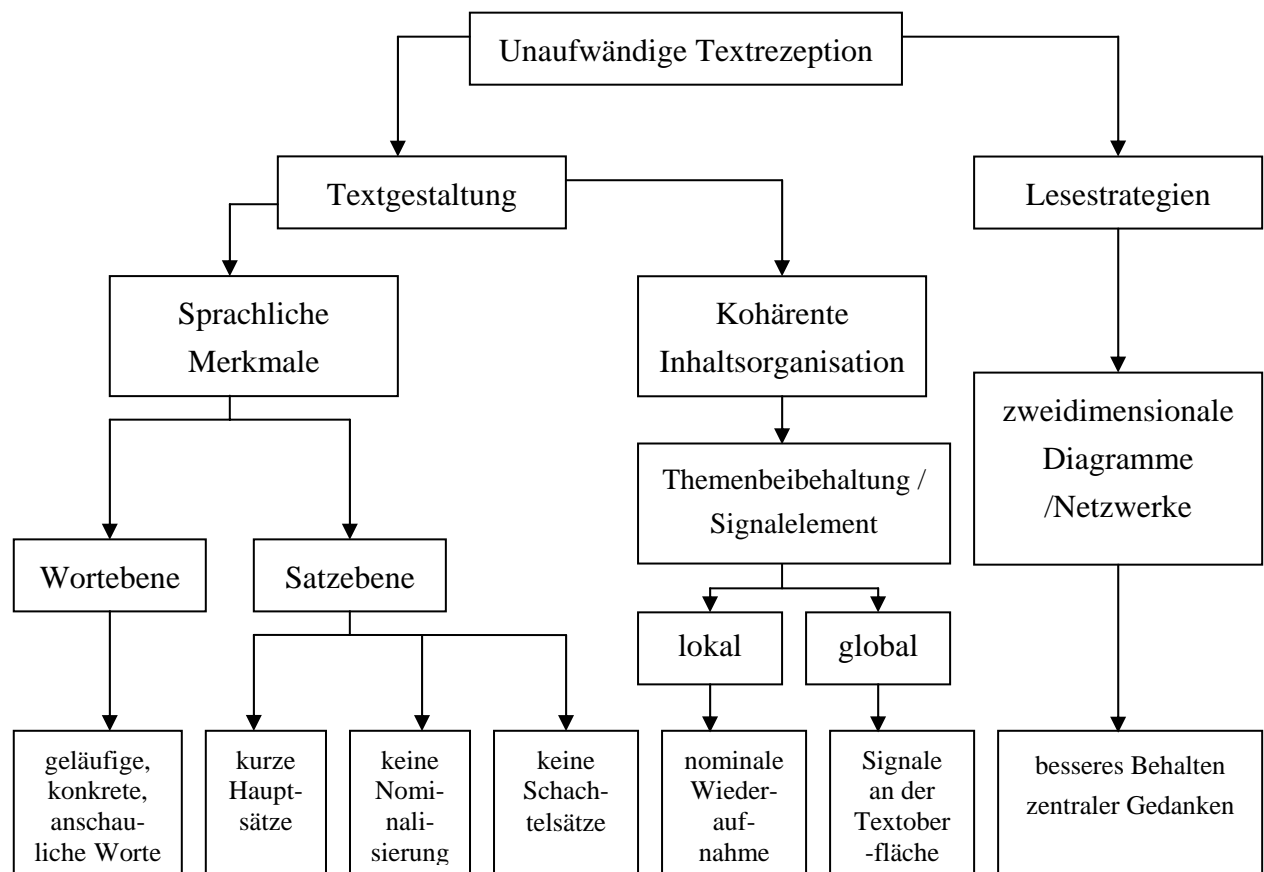 Unaufwändige Textrezeption
Textgestaltung
Lesestrategien
Sprachliche
Merkmale
Kohärente
Inhaltsorganisation
zweidimensionale
Diagramme
/Netzwerke
Themenbeibehaltung /
Signalelement
Wortebene
Satzebene
lokal
global
geläufige,
konkrete,
anschau-
liche Worte
kurze
Haupt-
sätze
keine
Nomi-
nali-
sierung
keine
Schach-
telsätze
nominale
Wieder-
auf-
nahme
Signale
an der
Textober
-fläche
besseres Behalten
zentraler Gedanken